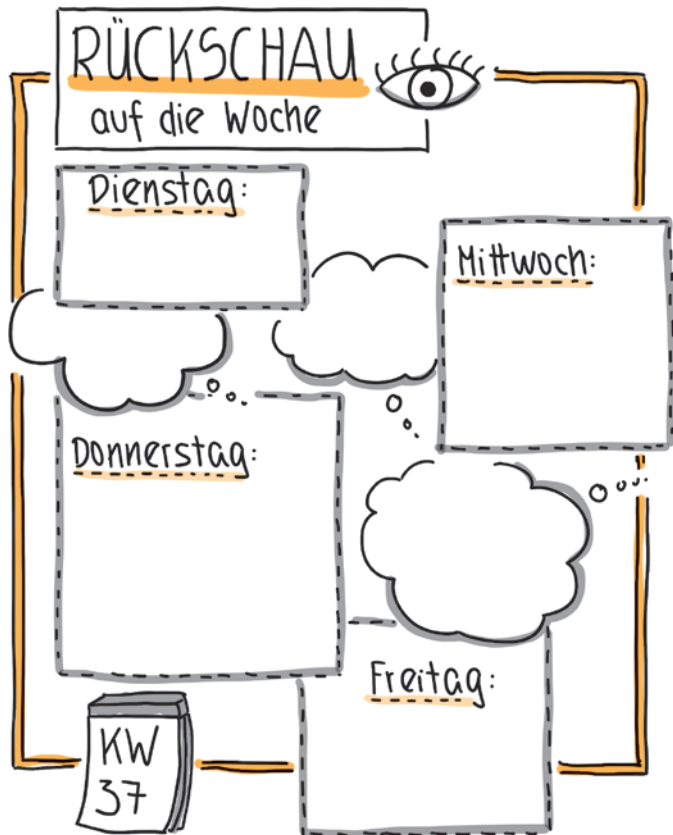 RÜCKSCHAU
auf die Woche
Dienstag:
Mittwoch:
Donnerstag:
Freitag:
KW
37